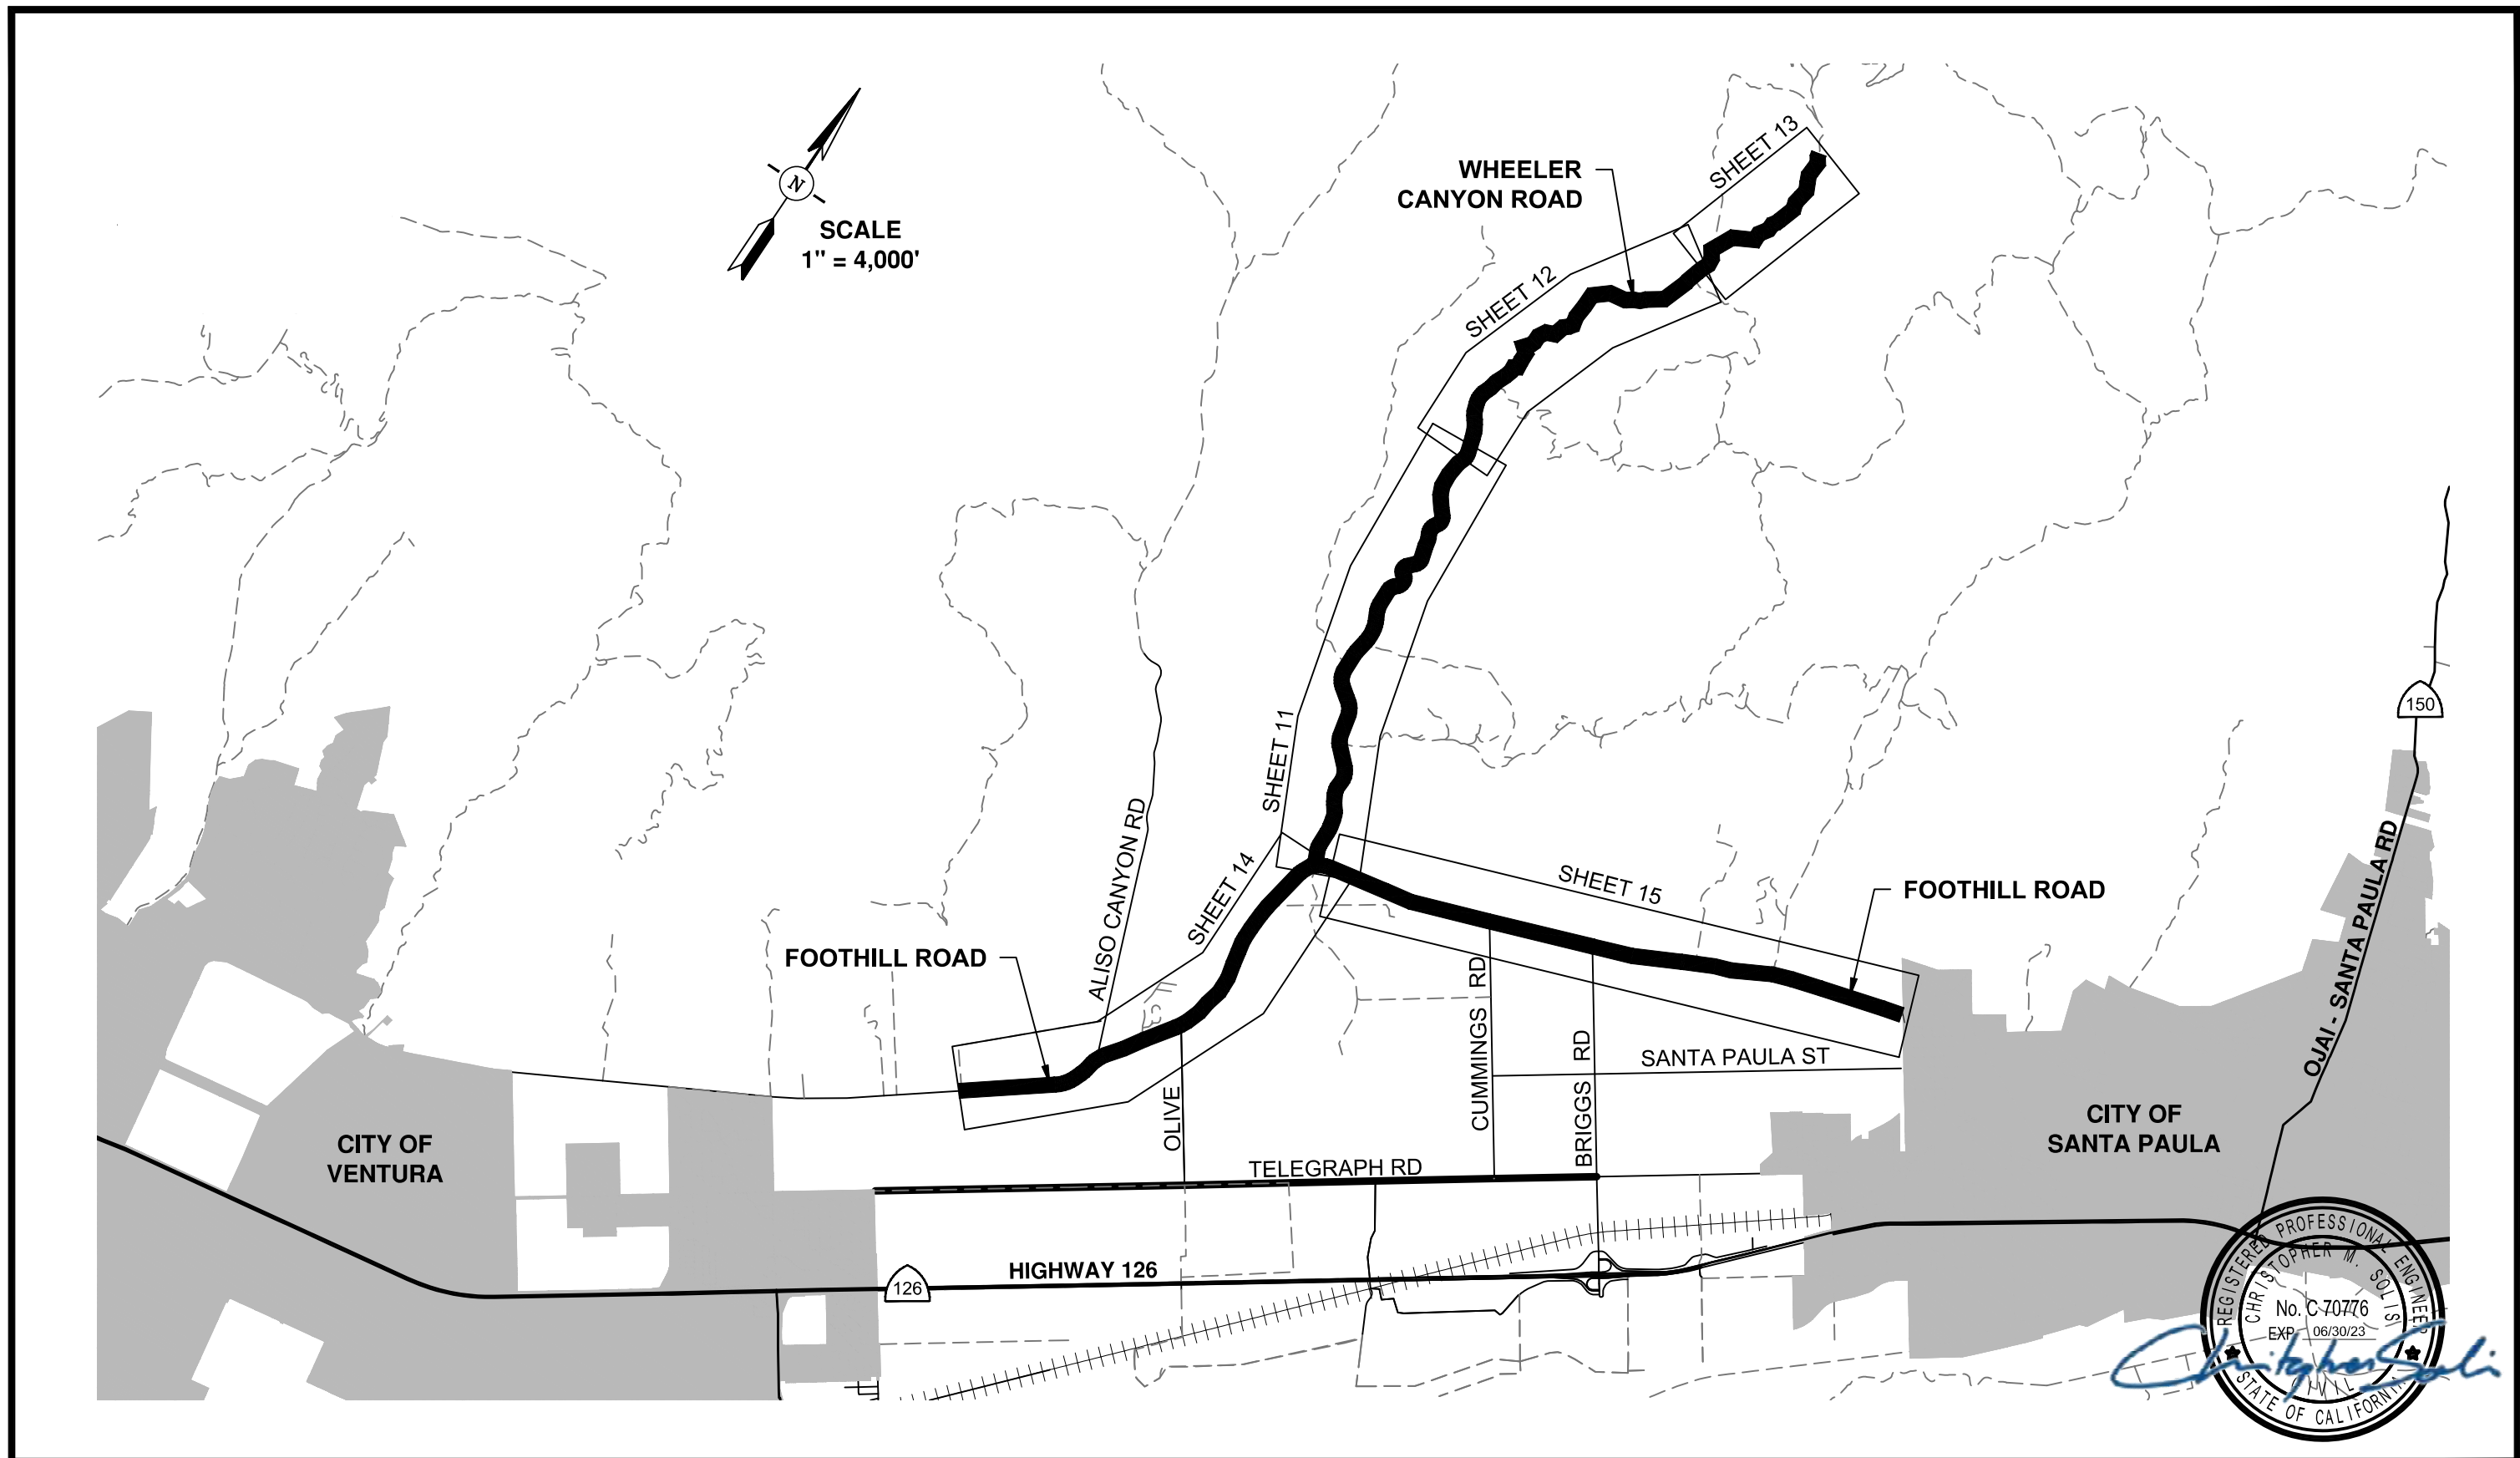 SHEET 13
WHEELER
CANYON ROAD
N
SCALE
1" = 4,000'
SHEET 12
150
SHEET 11
ALISO CANYON RD
SHEET 14
SHEET 15
FOOTHILL ROAD
OJAI - SANTA PAULA RD
FOOTHILL ROAD
CUMMINGS RD
BRIGGS RD
SANTA PAULA ST
OLIVE
CITY OF
VENTURA
CITY OF
SANTA PAULA
TELEGRAPH RD
HIGHWAY 126
126
REGISTERED PROFESSIONAL ENGINEER
CHRISTOPHER M. SOLIS
No. C 70776
EXP. 06/30/23
Christopher Solis
CIVIL
STATE OF CALIFORNIA